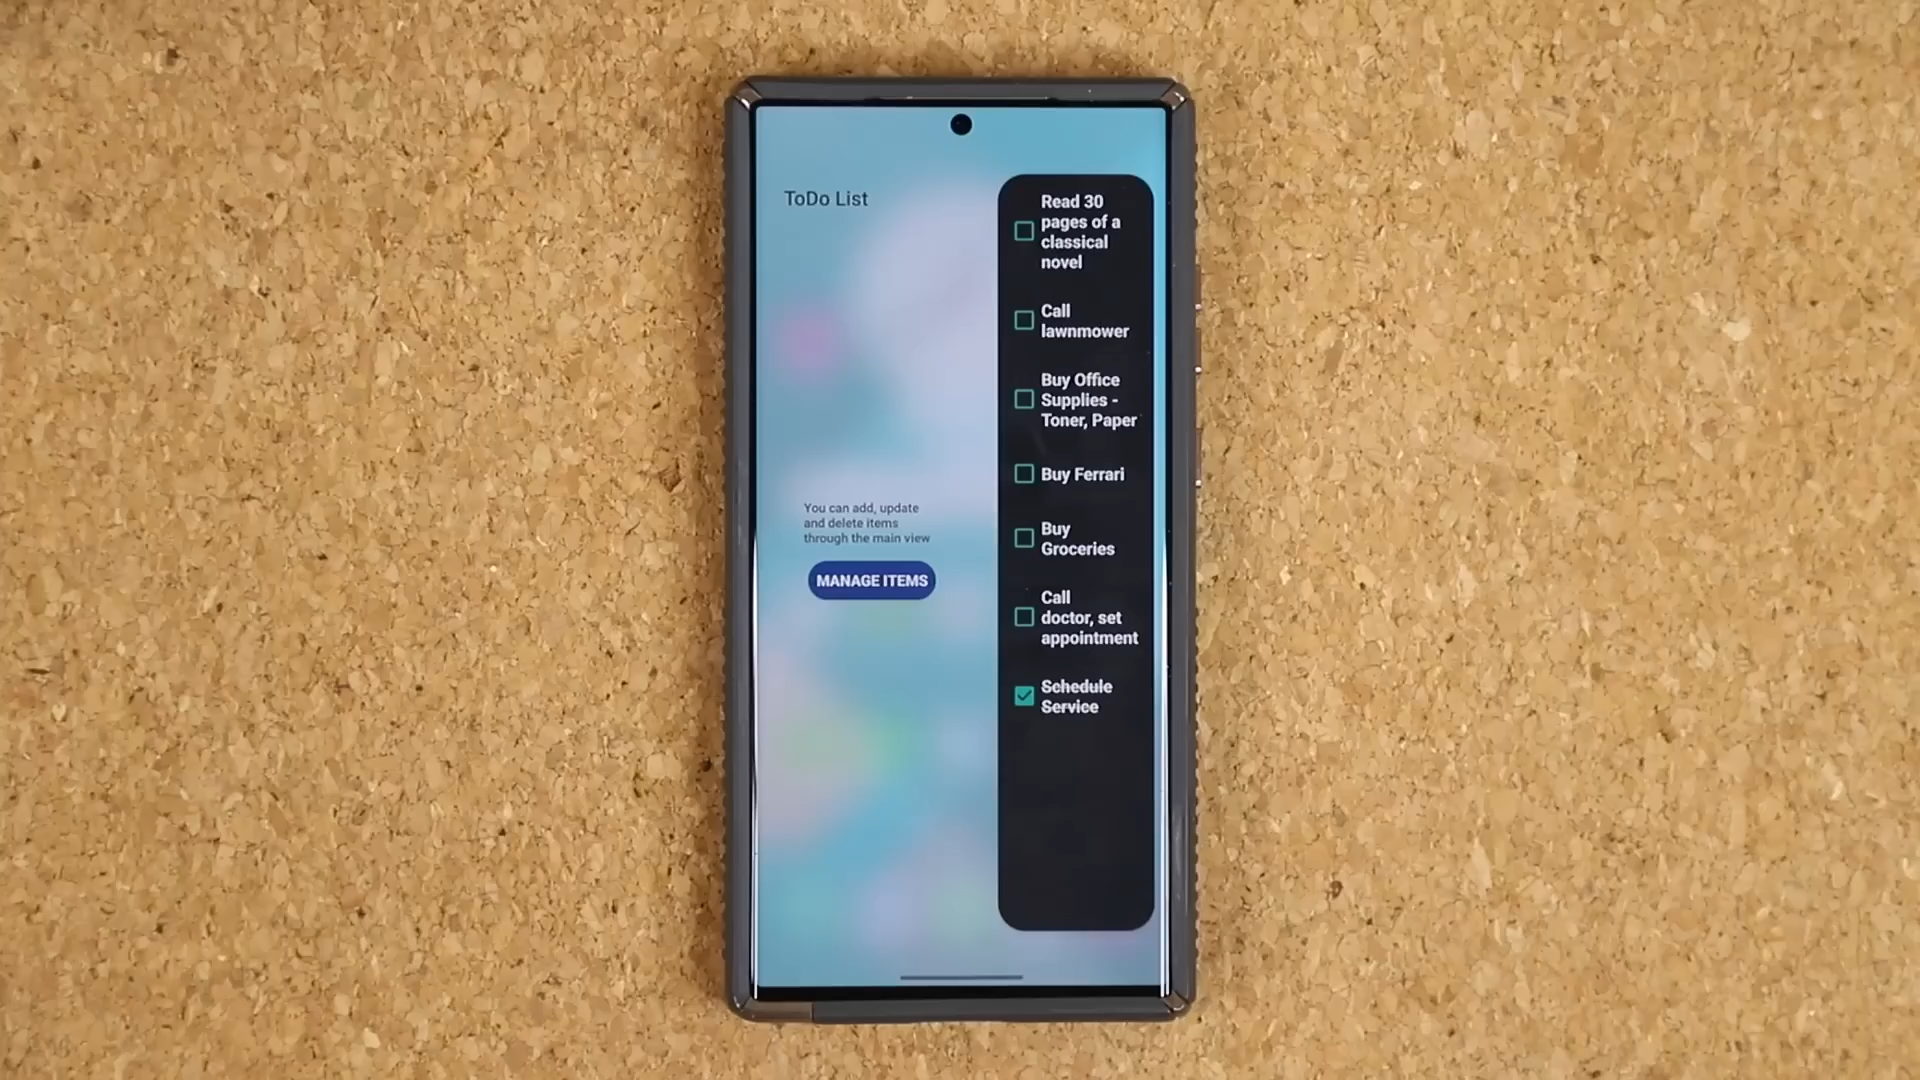 ToDo List
You can add, update
and delete items
through the main view
MANAGE ITEMS
Read 30
pages of a
classical
novel
Call
lawnmower
Buy Office
Supplies -
Toner, Paper
Buy Ferrari
Buy
Groceries
Call
doctor, set
appointment
Schedule
Service